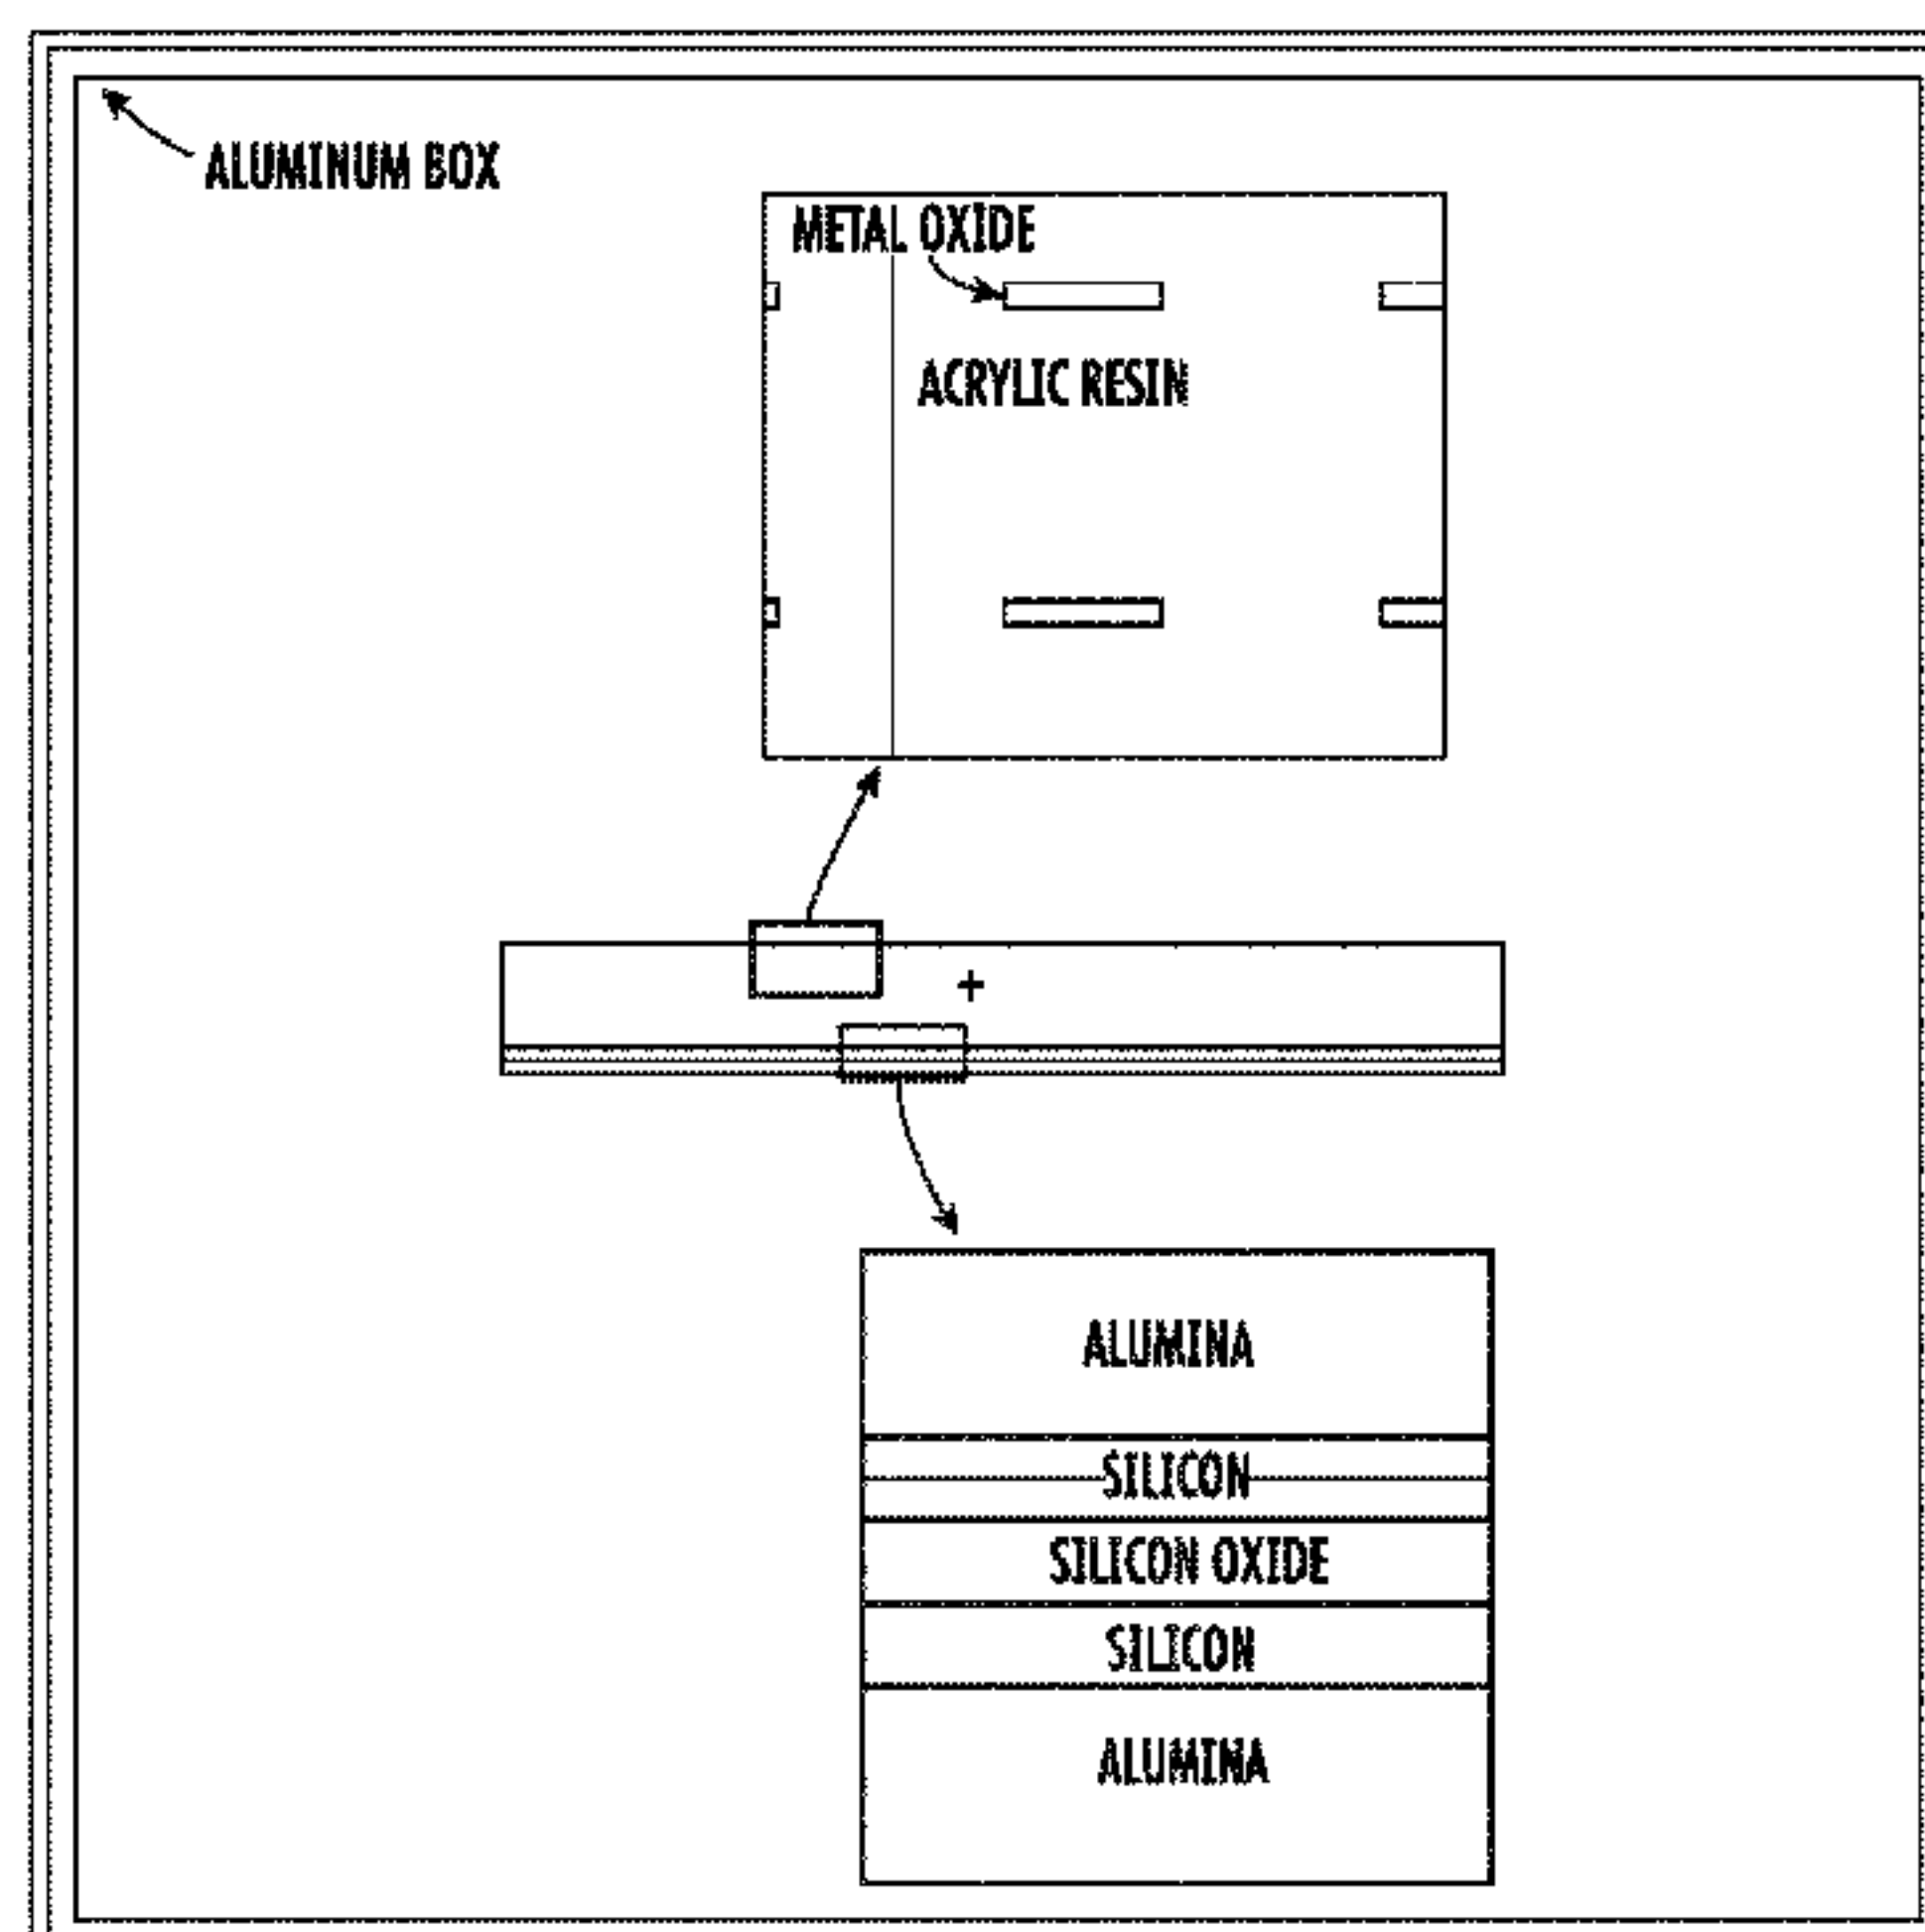 ALUMINUM BOX
METAL OXIDE
ACRYLIC RESIN
+
ALUMINA
SILICON
SILICON OXIDE
SILICON
ALUMINA